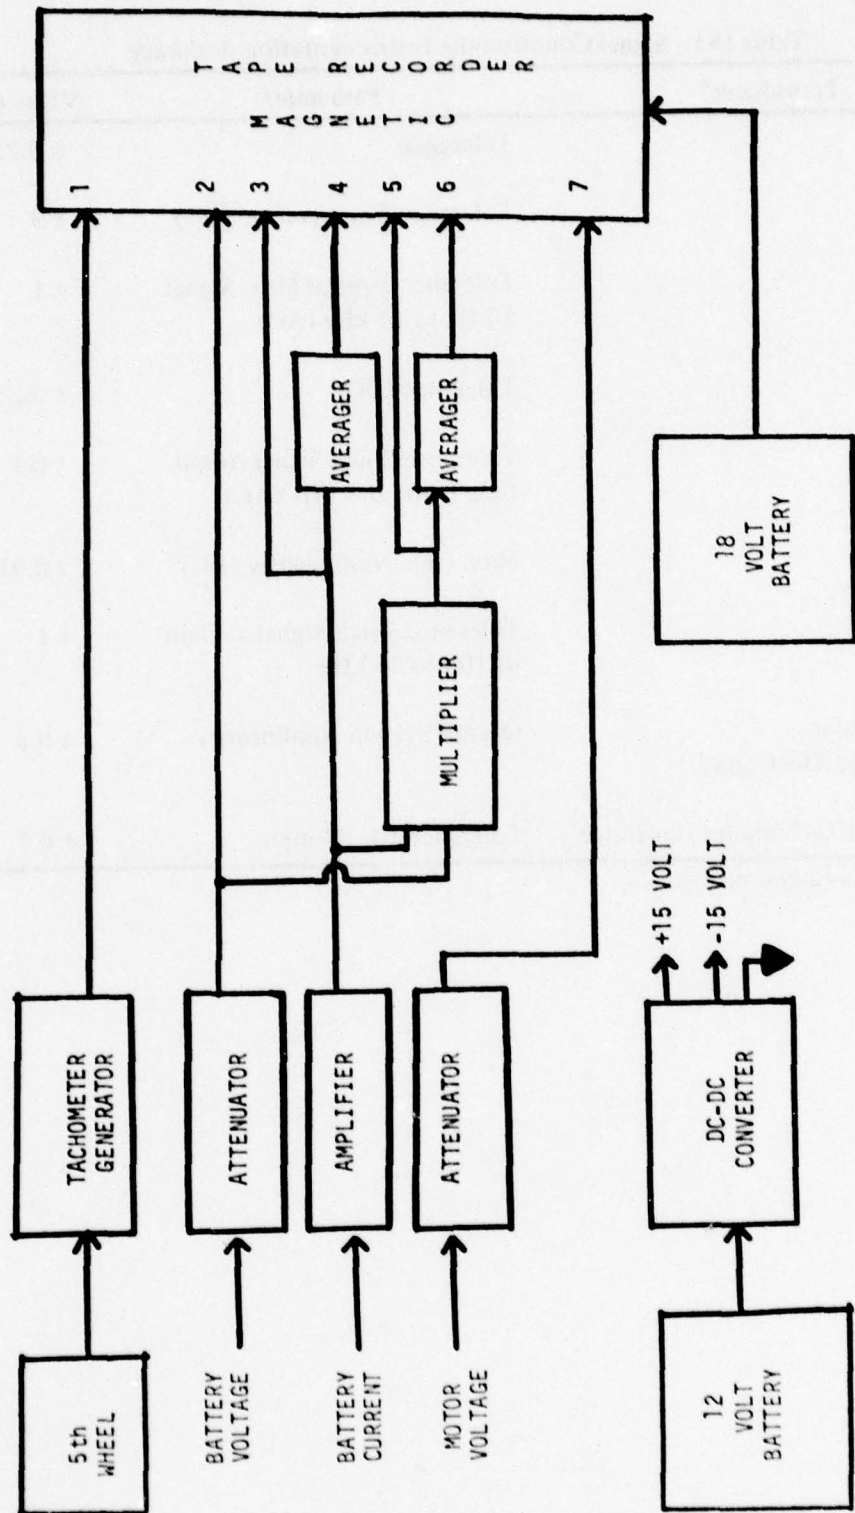 5th
WHEEL
TACHOMETER
GENERATOR
1
BATTERY
VOLTAGE
ATTENUATOR
2
3
BATTERY
CURRENT
AMPLIFIER
AVERAGER
4
MOTOR
VOLTAGE
ATTENUATOR
MULTIPLIER
AVERAGER
5
6
7
MAGNETIC
TAPE RECORDER
12
VOLT
BATTERY
DC-DC
CONVERTER
+15 VOLT
-15 VOLT
18
VOLT
BATTERY